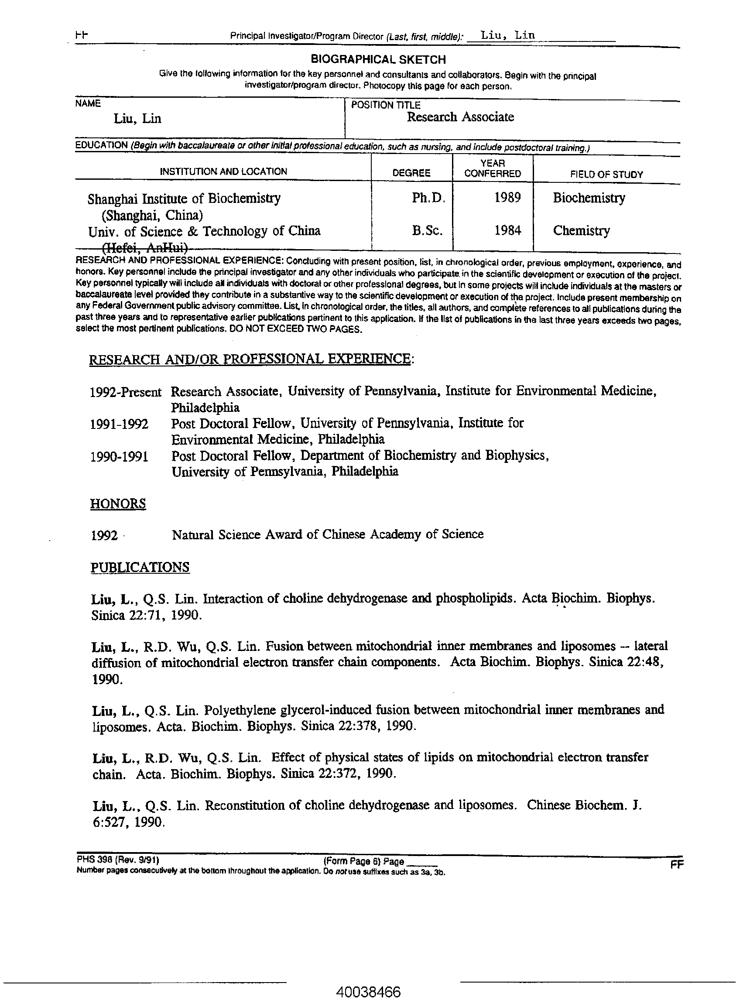 FF
Principal Investigator/Program Director (Last, first, middle): Liu, Lin
BIOGRAPHICAL SKETCH
Give the following information for the key personnel and consultants and collaborators. Begin with the principal
investigator/program director. Photocopy this page for each person.
NAME
Liu, Lin
POSITION TITLE
Research Associate
EDUCATION (Begin with baccalaureate or other initial professional education, such as nursing, and include postdoctoral training.)
INSTITUTION AND LOCATION DEGREE YEAR CONFERRED FIELD OF STUDY
Shanghai Institute of Biochemistry Ph.D. 1989 Biochemistry
(Shanghai, China)
Univ. of Science & Technology of China B.Sc. 1984 Chemistry
(Hefei, AnHui)
RESEARCH AND PROFESSIONAL EXPERIENCE: Concluding with present position, list, in chronological order, previous employment, experience, and
honors. Key personnel include the principal investigator and any other individuals who participate in the scientific development or execution of the project.
Key personnel typically will include all individuals with doctoral or other professional degrees, but in some projects will include individuals at the masters or
baccalaureate level provided they contribute in a substantive way to the scientific development or execution of the project. Include present membership on
any Federal Government public advisory committee. List, in chronological order, the titles, all authors, and complete references to all publications during the
past three years and to representative earlier publications pertinent to this application. If the list of publications in the last three years exceeds two pages,
select the most pertinent publications. DO NOT EXCEED TWO PAGES.
RESEARCH AND/OR PROFESSIONAL EXPERIENCE:
1992-Present Research Associate, University of Pennsylvania, Institute for Environmental Medicine,
Philadelphia
1991-1992 Post Doctoral Fellow, University of Pennsylvania, Institute for
Environmental Medicine, Philadelphia
1990-1991 Post Doctoral Fellow, Department of Biochemistry and Biophysics,
University of Pennsylvania, Philadelphia
HONORS
1992 Natural Science Award of Chinese Academy of Science
PUBLICATIONS
Liu, L., Q.S. Lin. Interaction of choline dehydrogenase and phospholipids. Acta Biochim. Biophys.
Sinica 22:71, 1990.
Liu, L., R.D. Wu, Q.S. Lin. Fusion between mitochondrial inner membranes and liposomes -- lateral
diffusion of mitochondrial electron transfer chain components. Acta Biochim. Biophys. Sinica 22:48,
1990.
Liu, L., Q.S. Lin. Polyethylene glycerol-induced fusion between mitochondrial inner membranes and
liposomes. Acta. Biochim. Biophys. Sinica 22:378, 1990.
Liu, L., R.D. Wu, Q.S. Lin. Effect of physical states of lipids on mitochondrial electron transfer
chain. Acta. Biochim. Biophys. Sinica 22:372, 1990.
Liu, L., Q.S. Lin. Reconstitution of choline dehydrogenase and liposomes. Chinese Biochem. J.
6:527, 1990.
PHS 398 (Rev. 9/91) (Form Page 6) Page ______ FF
Number pages consecutively at the bottom throughout the application. Do not use suffixes such as 3a, 3b.
40038466